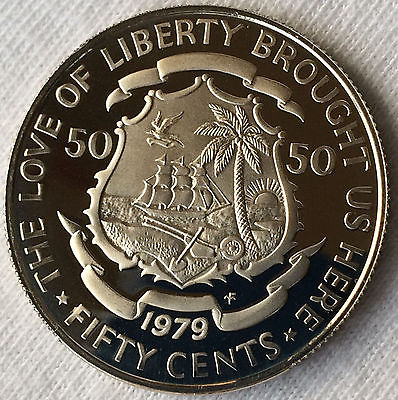 THE LOVE OF LIBERTY BROUGHT US HERE
50 50
1979
FIFTY CENTS